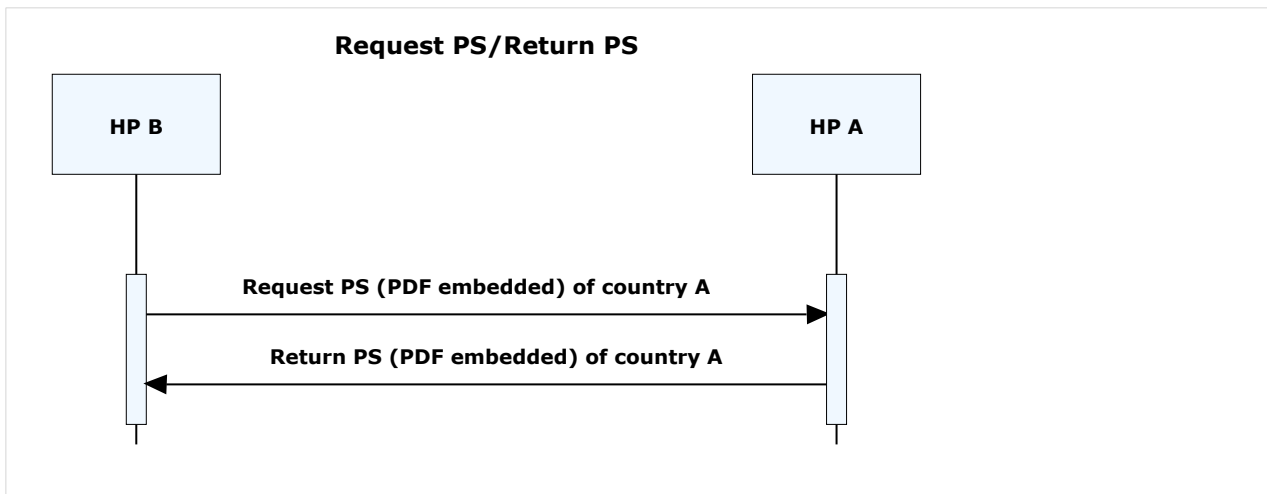 Request PS/Return PS
HP B
HP A
Request PS (PDF embedded) of country A
Return PS (PDF embedded) of country A